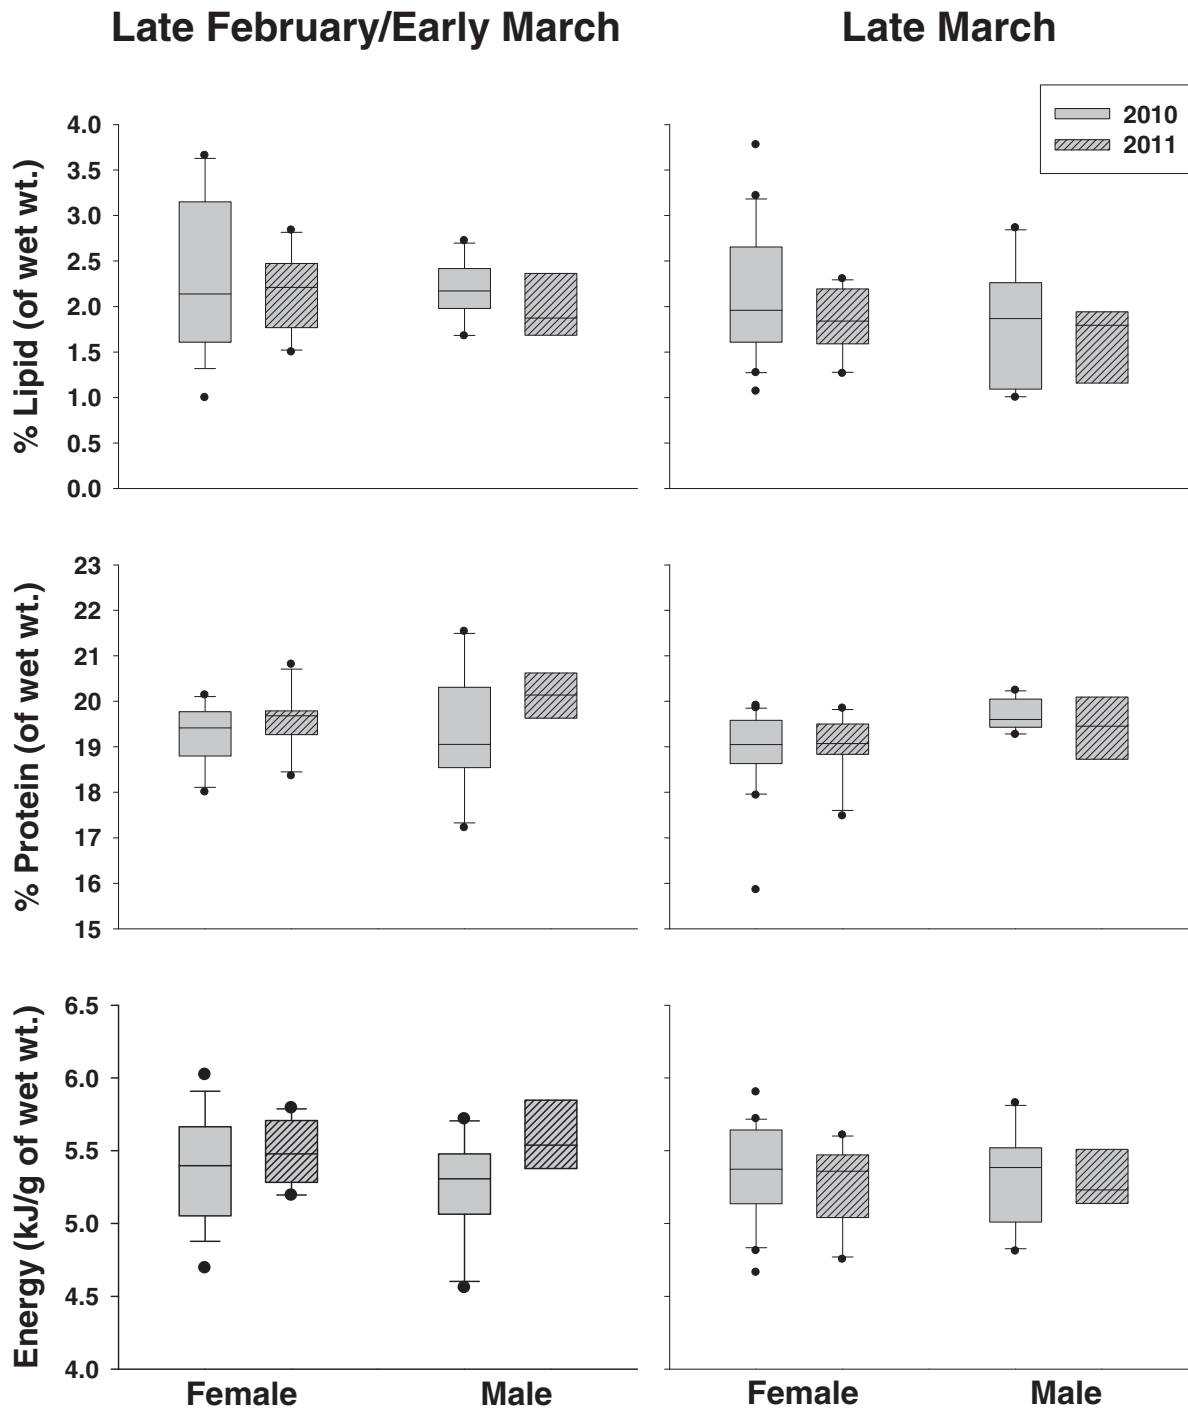 Late February/Early March
Late March
2010
2011
% Lipid (of wet wt.)
4.0
3.5
3.0
2.5
2.0
1.5
1.0
0.5
0.0
% Protein (of wet wt.)
23
22
21
20
19
18
17
16
15
Energy (kJ/g of wet wt.)
6.5
6.0
5.5
5.0
4.5
4.0
Female
Male
Female
Male